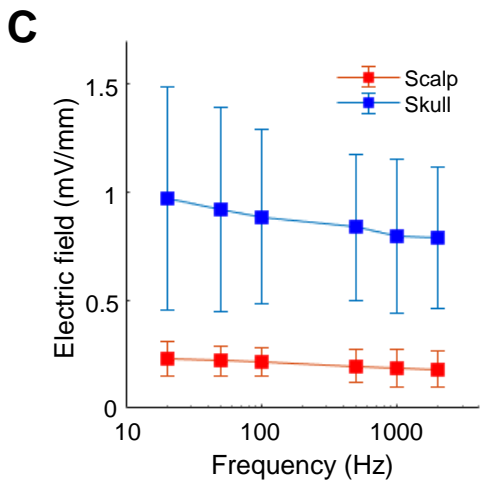 C
Electric field (mV/mm)
1.5
1
0.5
0
Scalp
Skull
10
100
1000
Frequency (Hz)